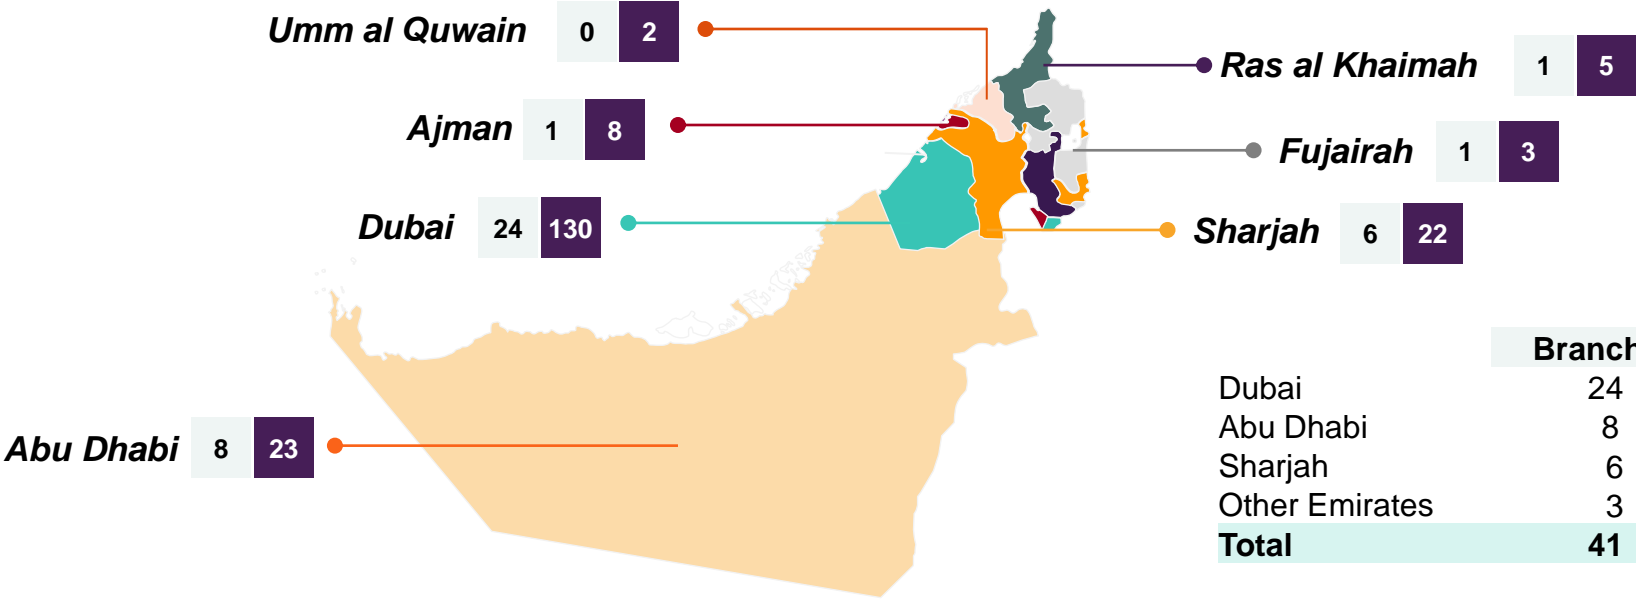 Umm al Quwain 0 2
Ras al Khaimah 1 5
Ajman 1 8
Fujairah 1 3
Dubai 24 130
Sharjah 6 22
Abu Dhabi 8 23
Branch
Dubai 24
Abu Dhabi 8
Sharjah 6
Other Emirates 3
Total 41